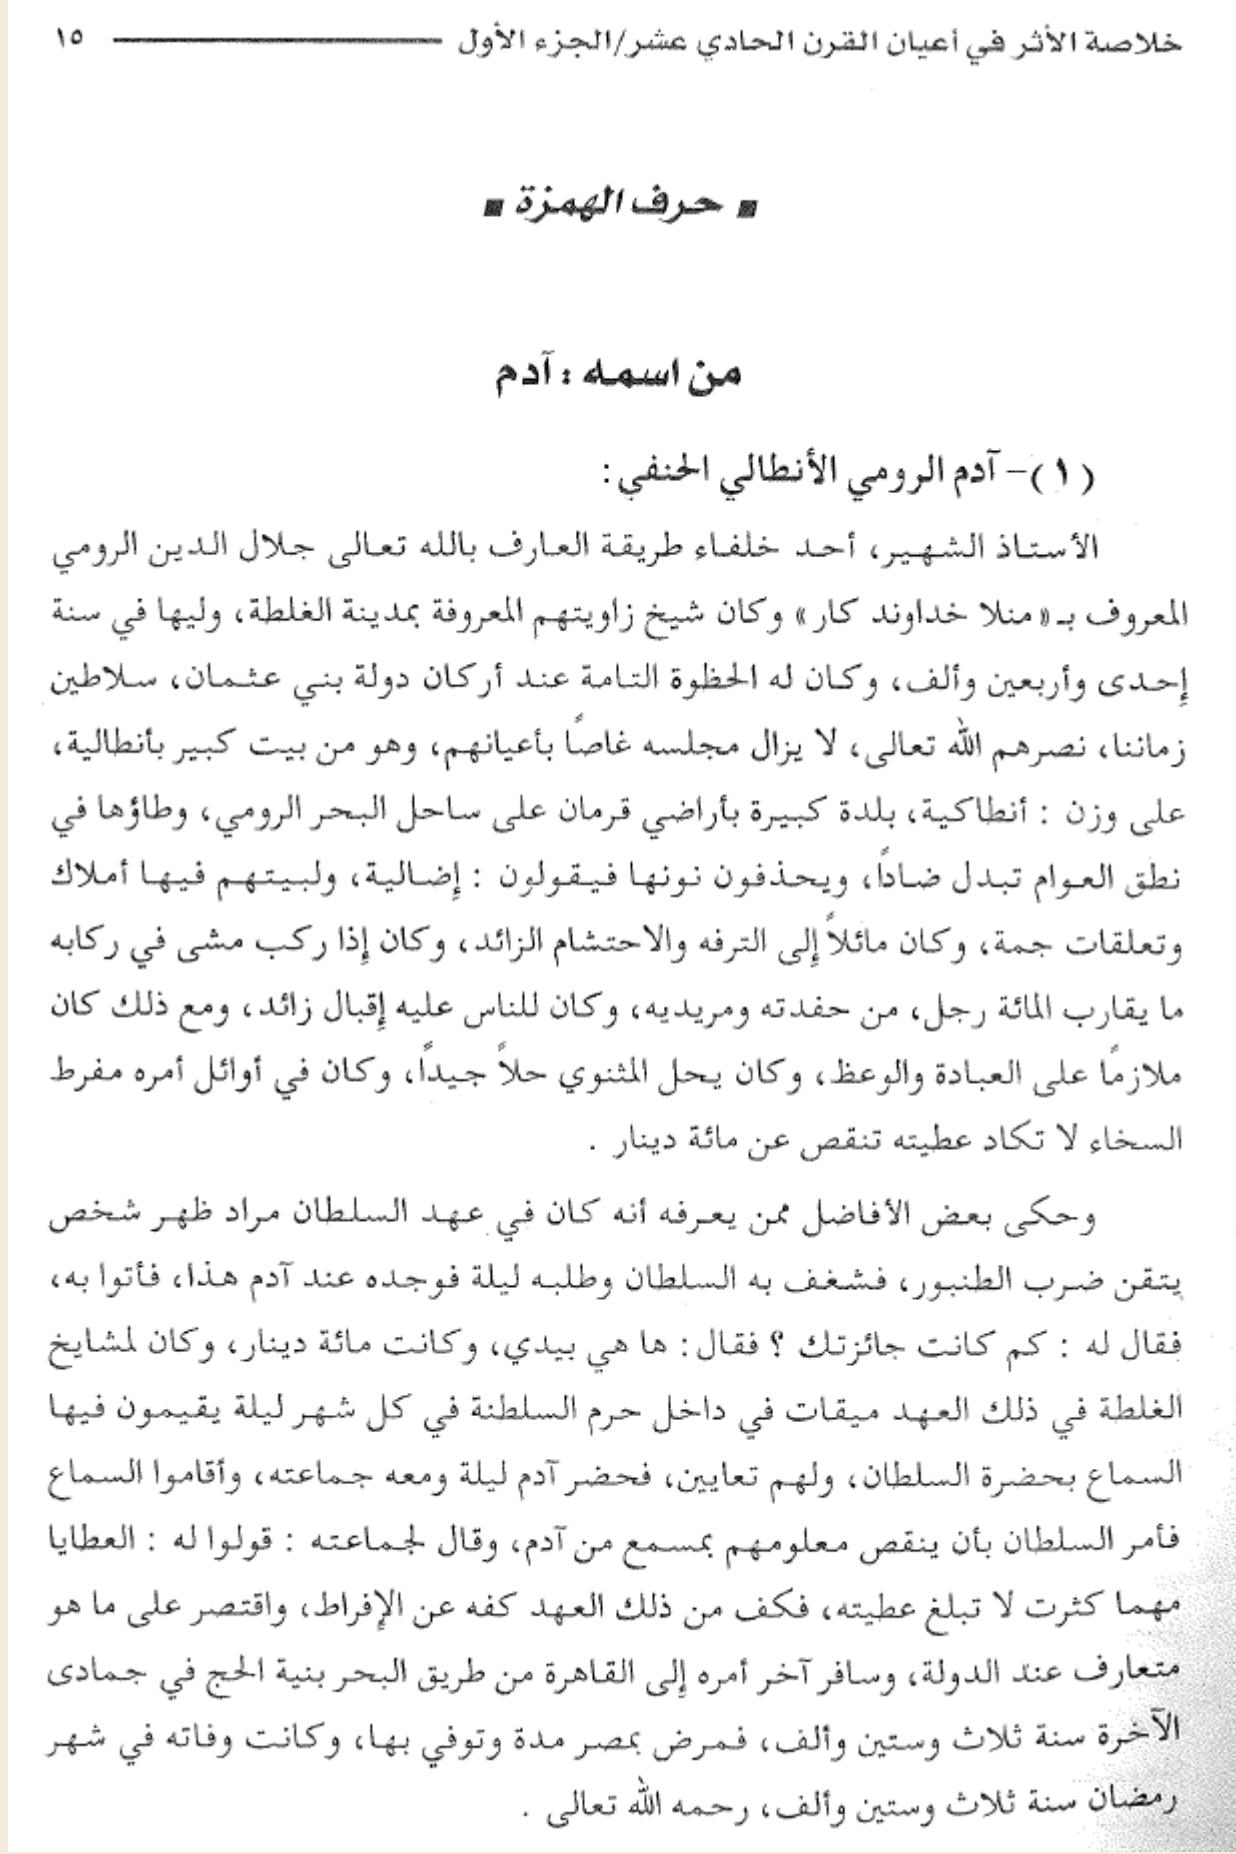 خلاصة الأثر في أعيان القرن الحادي عشر/الجزء الأول ١٥
حرف الهمزة
من اسمه : آدم
(١)- آدم الرومي الأنطالي الحنفي:
الأستاذ الشهير، أحد خلفاء طريقة العارف بالله تعالى جلال الدين الرومي
المعروف بـ «منلا خداوند كار» وكان شيخ زاويتهم المعروفة بمدينة الغلطة، وليها في سنة
إحدى وأربعين وألف، وكان له الحظوة التامة عند أركان دولة بني عثمان، سلاطين
زماننا، نصرهم الله تعالى، لا يزال مجلسه غاصاً بأعيانهم، وهو من بيت كبير بأنطالية،
على وزن : أنطاكية، بلدة كبيرة بأراضي قرمان على ساحل البحر الرومي، وطاؤها في
نطق العوام تبدل ضاداً، ويحذفون نونها فيقولون : إضالية، ولبيتهم فيها أملاك
وتعلقات جمة، وكان مائلاً إلى الترفه والاحتشام الزائد، وكان إذا ركب مشى في ركابه
ما يقارب المائة رجل، من حفدته ومريديه، وكان للناس عليه إقبال زائد، ومع ذلك كان
ملازمًا على العبادة والوعظ، وكان يحل المثنوي حلاً جيداً، وكان في أوائل أمره مفرط
السخاء لا تكاد عطيته تنقص عن مائة دينار .
وحكى بعض الأفاضل ممن يعرفه أنه كان في عهد السلطان مراد ظهر شخص
يتقن ضرب الطنبور، فشغف به السلطان وطلبه ليلة فوجده عند آدم هذا، فأتوا به،
فقال له : كم كانت جائزتك ؟ فقال: ها هي بيدي، وكانت مائة دينار، وكان لمشايخ
الغلطة في ذلك العهد ميقات في داخل حرم السلطنة في كل شهر ليلة يقيمون فيها
السماع بحضرة السلطان، ولهم تعايين، فحضر آدم ليلة ومعه جماعته، وأقاموا السماع
فأمر السلطان بأن ينقص معلومهم بمسمع من آدم، وقال لجماعته : قولوا له : العطايا
مهما كثرت لا تبلغ عطيته، فكف من ذلك العهد كفه عن الإفراط، واقتصر على ما هو
متعارف عند الدولة، وسافر آخر أمره إلى القاهرة من طريق البحر بنية الحج في جمادى
الآخرة سنة ثلاث وستين وألف، فمرض بمصر مدة وتوفي بها، وكانت وفاته في شهر
رمضان سنة ثلاث وستين وألف، رحمه الله تعالى .